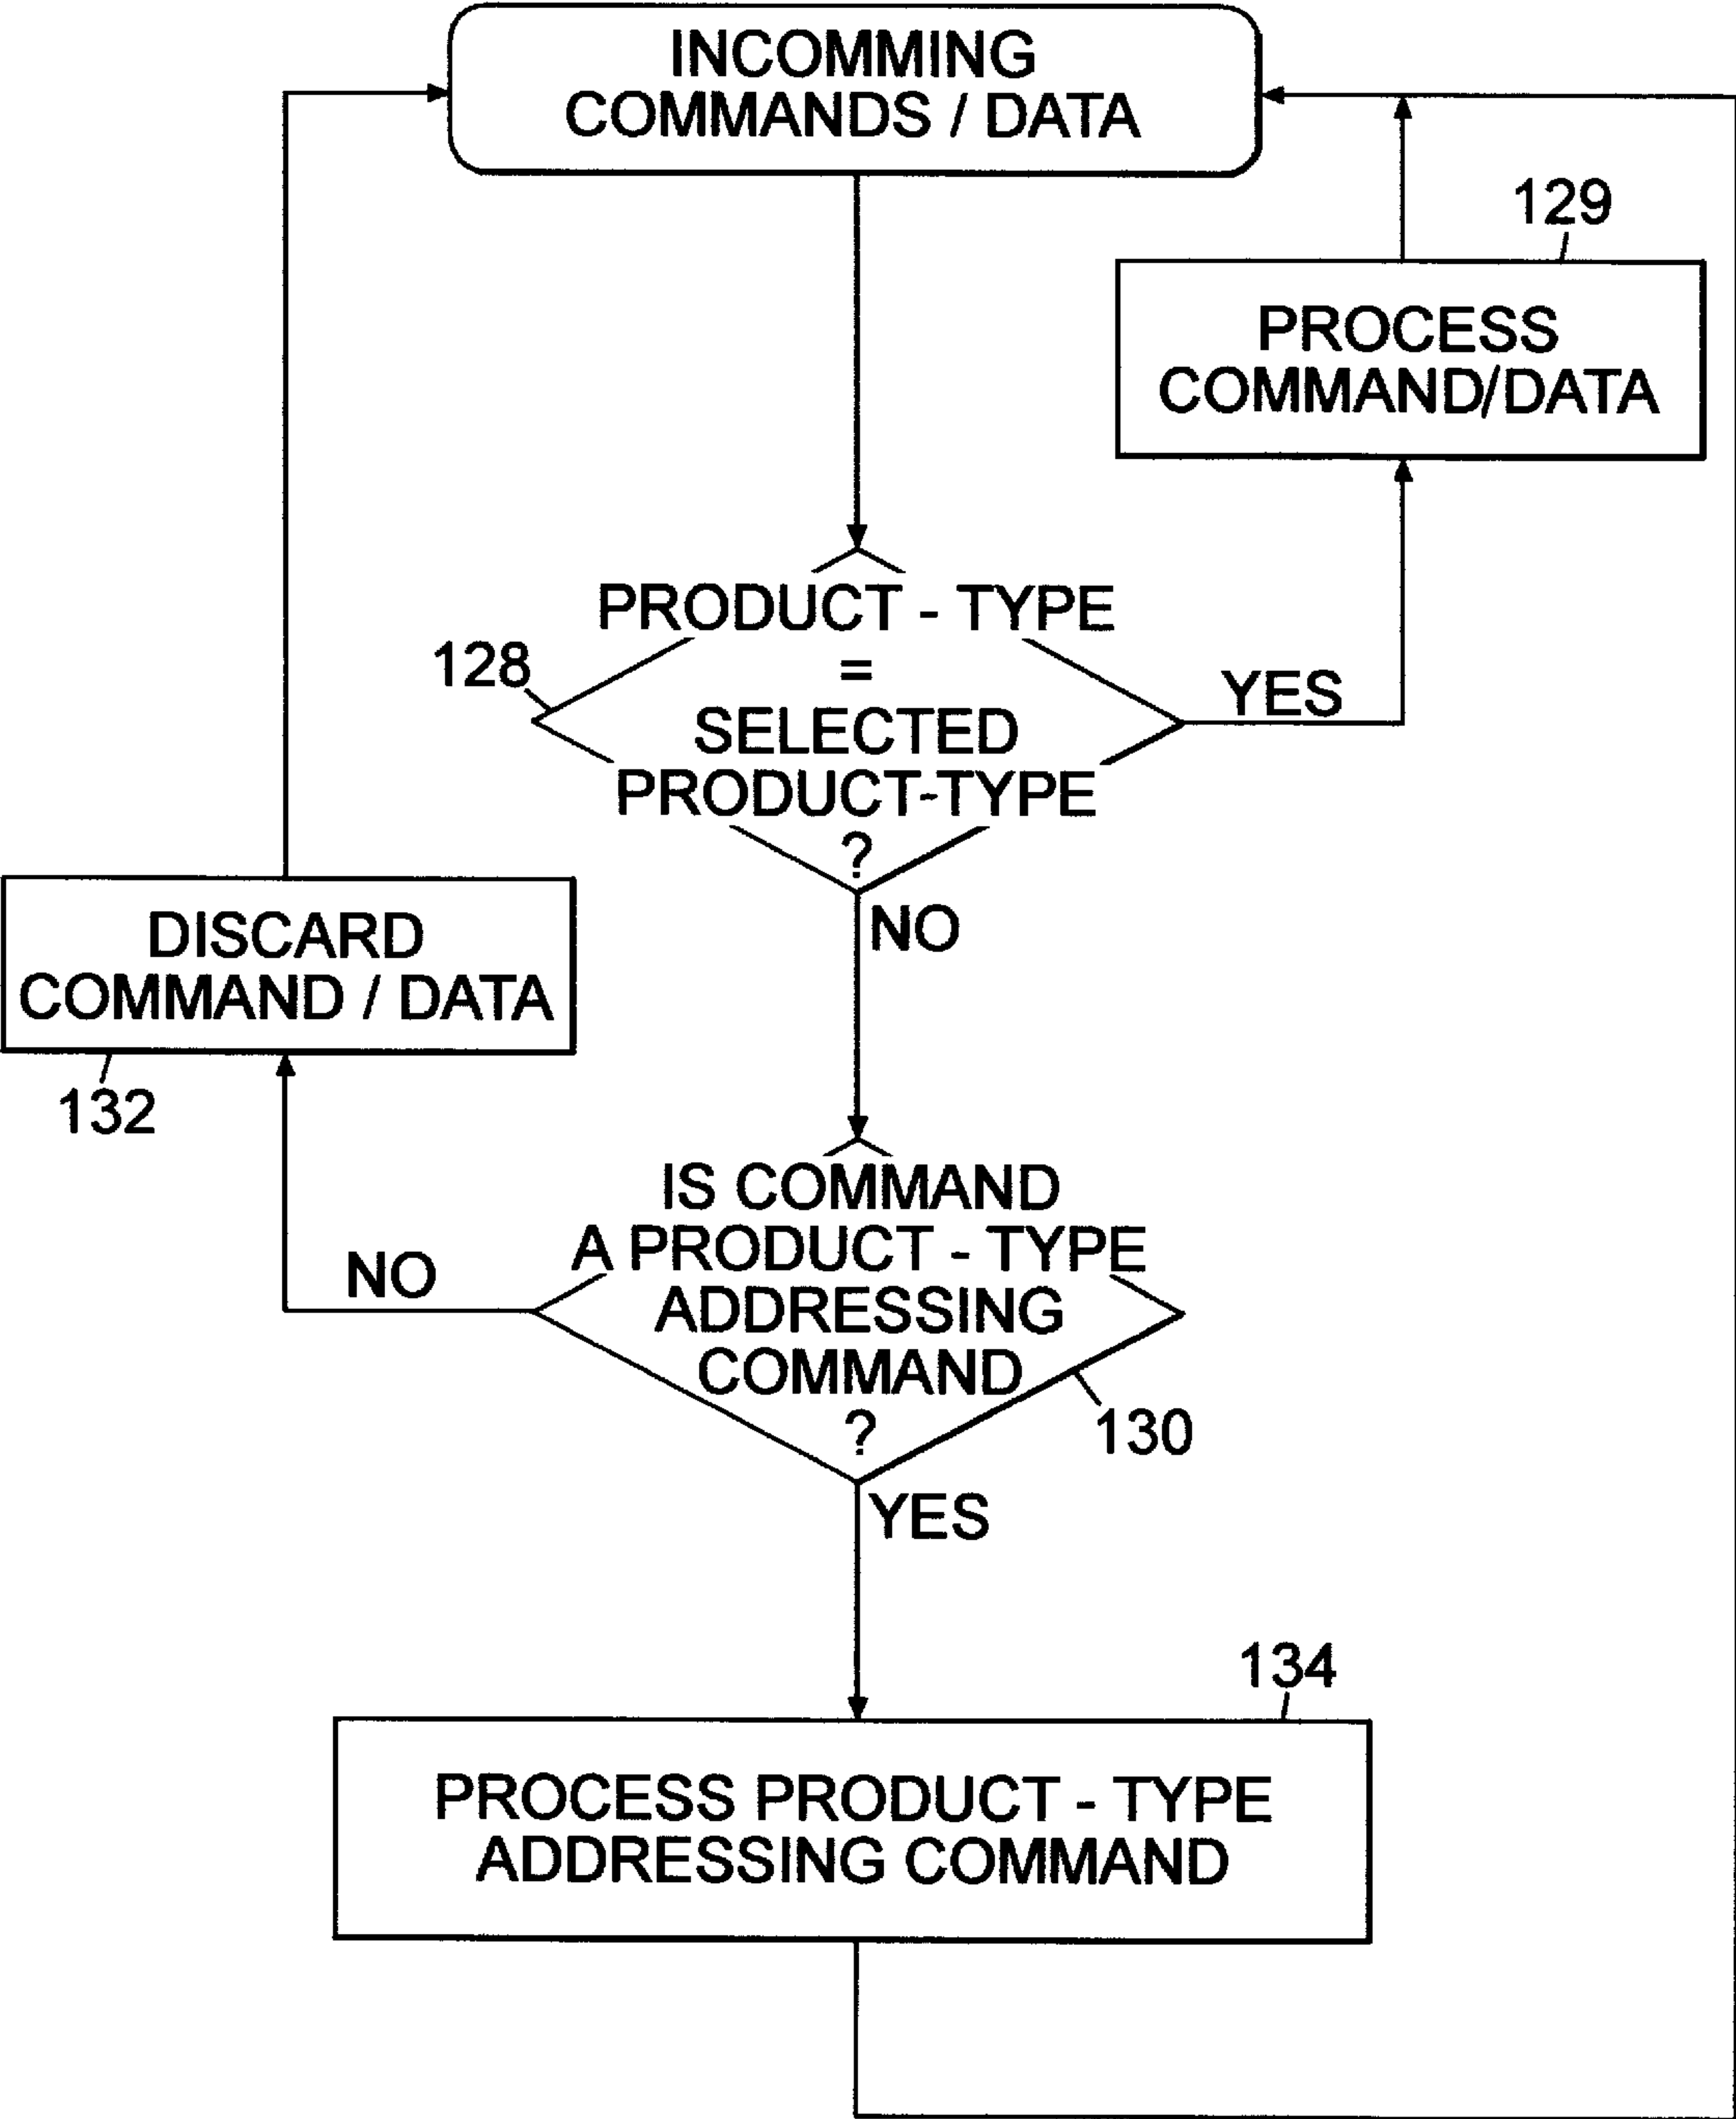 INCOMMING
COMMANDS / DATA
129
PROCESS
COMMAND/DATA
PRODUCT - TYPE
128
=
SELECTED
PRODUCT-TYPE
?
YES
NO
DISCARD
COMMAND / DATA
132
IS COMMAND
A PRODUCT - TYPE
ADDRESSING
COMMAND
?
NO
130
YES
134
PROCESS PRODUCT - TYPE
ADDRESSING COMMAND